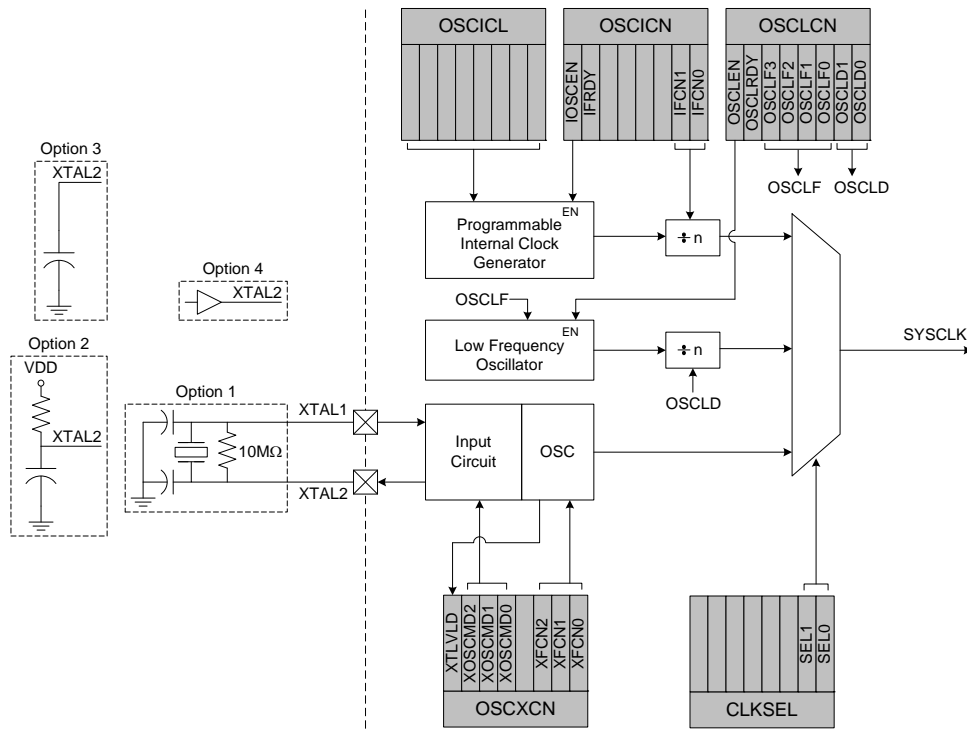 OSCICL
OSCICN
IOSCEN
IFRDY
IFCN1
IFCN0
OSCLCN
OSCLEN
OSCLRDY
OSCLF3
OSCLF2
OSCLF1
OSCLF0
OSCLD1
OSCLD0
OSCLF
OSCLD
Option 3
XTAL2
Option 4
XTAL2
EN
Programmable
Internal Clock
Generator
÷ n
OSCLF
EN
Low Frequency
Oscillator
÷ n
OSCLD
SYSCLK
Option 2
VDD
XTAL2
Option 1
10MΩ
XTAL1
XTAL2
Input
Circuit
OSC
XTLVLD
XOSCMD2
XOSCMD1
XOSCMD0
XFCN2
XFCN1
XFCN0
OSCXCN
SEL1
SEL0
CLKSEL